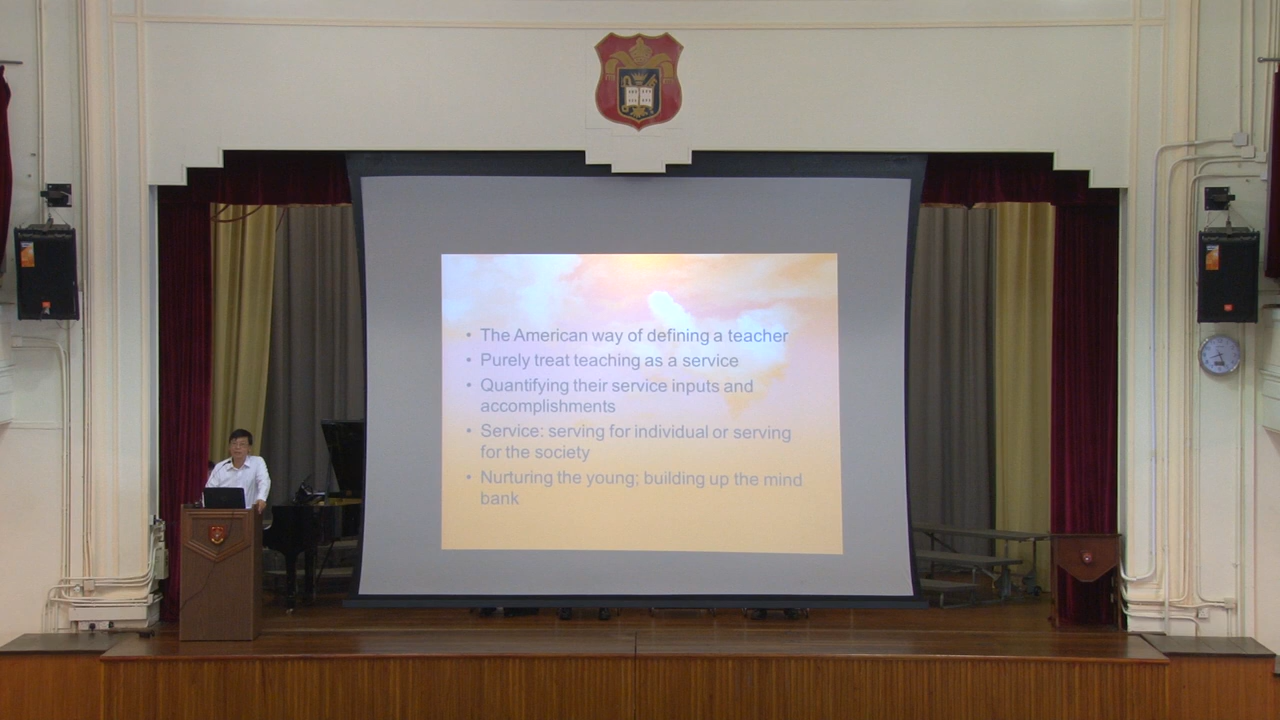 • The American way of defining a teacher
• Purely treat teaching as a service
• Quantifying their service inputs and
accomplishments
• Service: serving for individual or serving
for the society
• Nurturing the young; building up the mind
bank